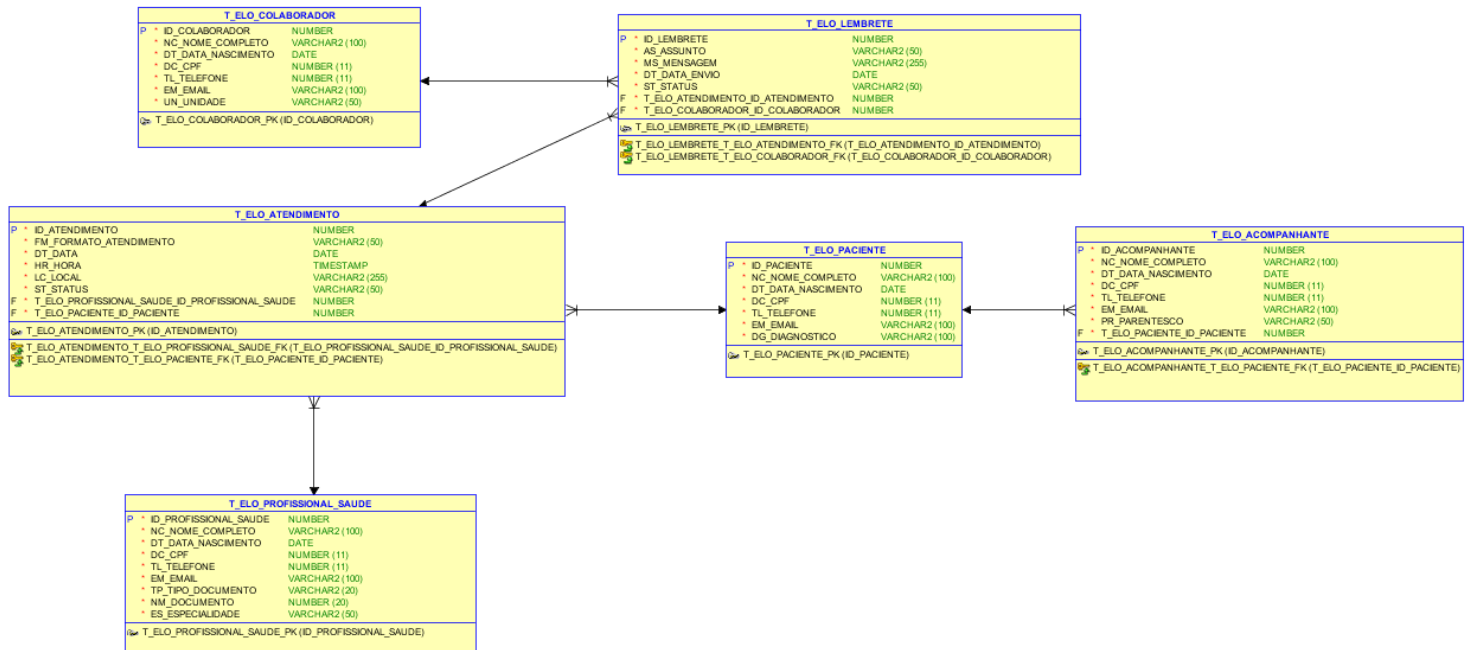 T_ELO_COLABORADOR
P * ID_COLABORADOR NUMBER
* NC_NOME_COMPLETO VARCHAR2 (100)
* DT_DATA_NASCIMENTO DATE
* DC_CPF NUMBER (11)
* TL_TELEFONE NUMBER (11)
* EM_EMAIL VARCHAR2 (100)
* UN_UNIDADE VARCHAR2 (50)
T_ELO_COLABORADOR_PK (ID_COLABORADOR)
T_ELO_LEMBRETE
P * ID_LEMBRETE NUMBER
* AS_ASSUNTO VARCHAR2 (50)
* MS_MENSAGEM VARCHAR2 (255)
* DT_DATA_ENVIO DATE
* ST_STATUS VARCHAR2 (50)
F * T_ELO_ATENDIMENTO_ID_ATENDIMENTO NUMBER
F * T_ELO_COLABORADOR_ID_COLABORADOR NUMBER
T_ELO_LEMBRETE_PK (ID_LEMBRETE)
T_ELO_LEMBRETE_T_ELO_ATENDIMENTO_FK (T_ELO_ATENDIMENTO_ID_ATENDIMENTO)
T_ELO_LEMBRETE_T_ELO_COLABORADOR_FK (T_ELO_COLABORADOR_ID_COLABORADOR)
T_ELO_ATENDIMENTO
P * ID_ATENDIMENTO NUMBER
* FM_FORMATO_ATENDIMENTO VARCHAR2 (50)
* DT_DATA DATE
* HR_HORA TIMESTAMP
* LC_LOCAL VARCHAR2 (255)
* ST_STATUS VARCHAR2 (50)
F * T_ELO_PROFISSIONAL_SAUDE_ID_PROFISSIONAL_SAUDE NUMBER
F * T_ELO_PACIENTE_ID_PACIENTE NUMBER
T_ELO_ATENDIMENTO_PK (ID_ATENDIMENTO)
T_ELO_ATENDIMENTO_T_ELO_PROFISSIONAL_SAUDE_FK (T_ELO_PROFISSIONAL_SAUDE_ID_PROFISSIONAL_SAUDE)
T_ELO_ATENDIMENTO_T_ELO_PACIENTE_FK (T_ELO_PACIENTE_ID_PACIENTE)
T_ELO_PACIENTE
P * ID_PACIENTE NUMBER
* NC_NOME_COMPLETO VARCHAR2 (100)
* DT_DATA_NASCIMENTO DATE
* DC_CPF NUMBER (11)
* TL_TELEFONE NUMBER (11)
* EM_EMAIL VARCHAR2 (100)
* DG_DIAGNOSTICO VARCHAR2 (100)
T_ELO_PACIENTE_PK (ID_PACIENTE)
T_ELO_ACOMPANHANTE
P * ID_ACOMPANHANTE NUMBER
* NC_NOME_COMPLETO VARCHAR2 (100)
* DT_DATA_NASCIMENTO DATE
* DC_CPF NUMBER (11)
* TL_TELEFONE NUMBER (11)
* EM_EMAIL VARCHAR2 (100)
* PR_PARENTESCO VARCHAR2 (50)
F * T_ELO_PACIENTE_ID_PACIENTE NUMBER
T_ELO_ACOMPANHANTE_PK (ID_ACOMPANHANTE)
T_ELO_ACOMPANHANTE_T_ELO_PACIENTE_FK (T_ELO_PACIENTE_ID_PACIENTE)
T_ELO_PROFISSIONAL_SAUDE
P * ID_PROFISSIONAL_SAUDE NUMBER
* NC_NOME_COMPLETO VARCHAR2 (100)
* DT_DATA_NASCIMENTO DATE
* DC_CPF NUMBER (11)
* TL_TELEFONE NUMBER (11)
* EM_EMAIL VARCHAR2 (100)
* TP_TIPO_DOCUMENTO VARCHAR2 (20)
* NM_DOCUMENTO NUMBER (20)
* ES_ESPECIALIDADE VARCHAR2 (50)
T_ELO_PROFISSIONAL_SAUDE_PK (ID_PROFISSIONAL_SAUDE)